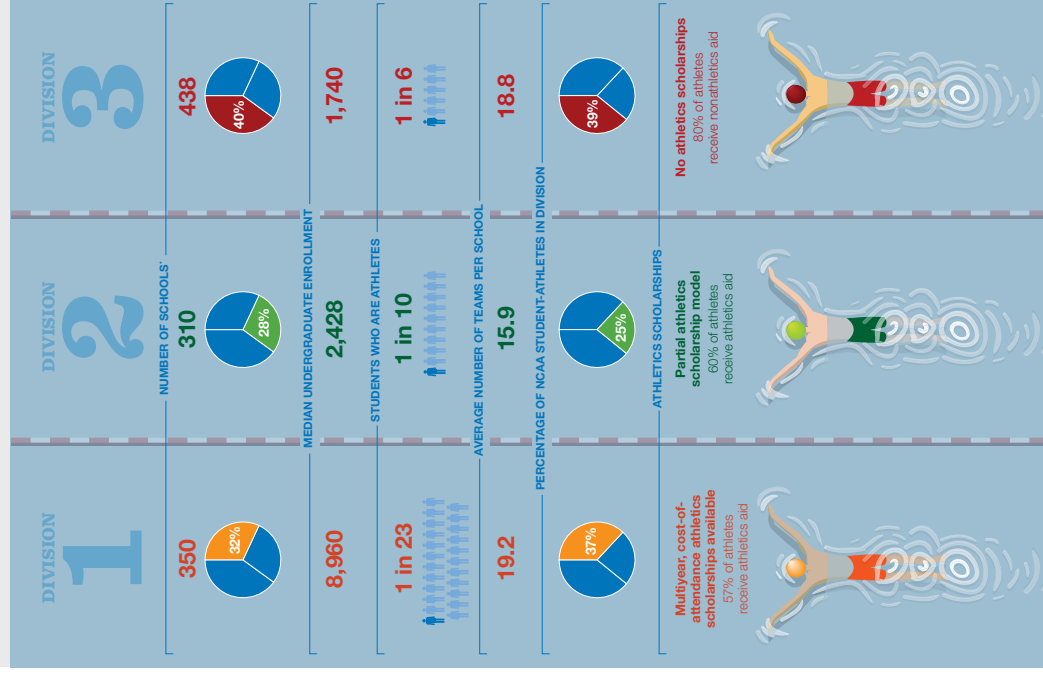 DIVISION
1
DIVISION
2
DIVISION
3
NUMBER OF SCHOOLS*
350
310
438
32%
28%
40%
MEDIAN UNDERGRADUATE ENROLLMENT
8,960
2,428
1,740
STUDENTS WHO ARE ATHLETES
1 in 23
1 in 10
1 in 6
AVERAGE NUMBER OF TEAMS PER SCHOOL
19.2
15.9
18.8
PERCENTAGE OF NCAA STUDENT-ATHLETES IN DIVISION
37%
25%
39%
ATHLETICS SCHOLARSHIPS
Multiyear, cost-of-
attendance athletics
scholarships available
57% of athletes
receive athletics aid
Partial athletics
scholarship model
60% of athletes
receive athletics aid
No athletics scholarships
80% of athletes
receive nonathletics aid